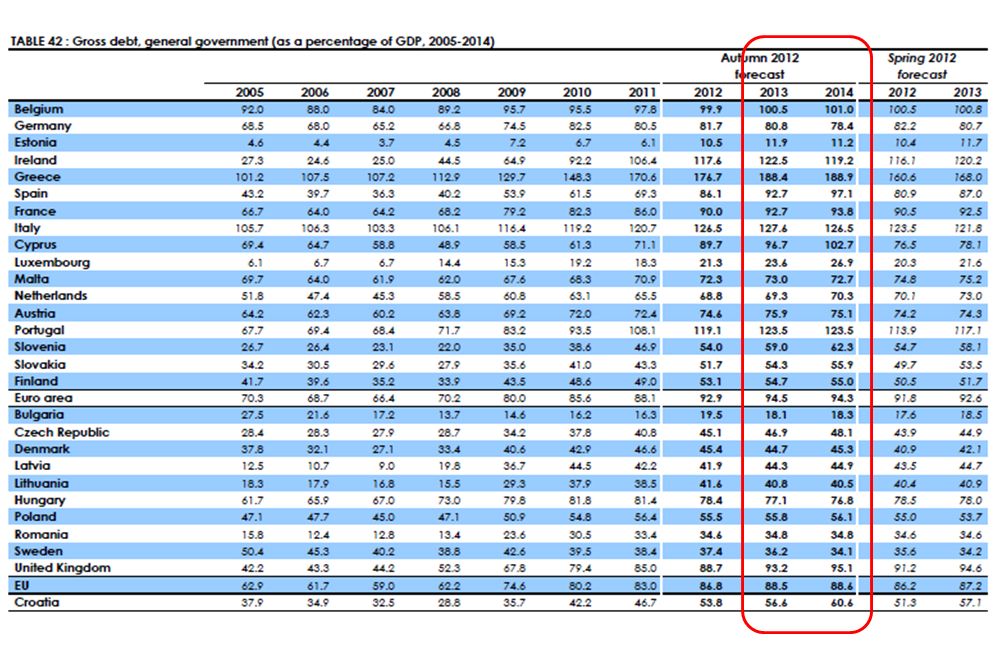 TABLE 42 : Gross debt, general government (as a percentage of GDP, 2005-2014)
Autumn 2012 Spring 2012
forecast forecast
2005 2006 2007 2008 2009 2010 2011 2012 2013 2014 2012 2013
Belgium 92.0 88.0 84.0 89.2 95.7 95.5 97.8 99.9 100.5 101.0 100.5 100.8
Germany 68.5 68.0 65.2 66.8 74.5 82.5 80.5 81.7 80.8 78.4 82.2 80.7
Estonia 4.6 4.4 3.7 4.5 7.2 6.7 6.1 10.5 11.9 11.2 10.4 11.7
Ireland 27.3 24.6 25.0 44.5 64.9 92.2 106.4 117.6 122.5 119.2 116.1 120.2
Greece 101.2 107.5 107.2 112.9 129.7 148.3 170.6 176.7 188.4 188.9 160.6 168.0
Spain 43.2 39.7 36.3 40.2 53.9 61.5 69.3 86.1 92.7 97.1 80.9 87.0
France 66.7 64.0 64.2 68.2 79.2 82.3 86.0 90.0 92.7 93.8 90.5 92.5
Italy 105.7 106.3 103.3 106.1 116.4 119.2 120.7 126.5 127.6 126.5 123.5 121.8
Cyprus 69.4 64.7 58.8 48.9 58.5 61.3 71.1 89.7 96.7 102.7 76.5 78.1
Luxembourg 6.1 6.7 6.7 14.4 15.3 19.2 18.3 21.3 23.6 26.9 20.3 21.6
Malta 69.7 64.0 61.9 62.0 67.6 68.3 70.9 72.3 73.0 72.7 74.8 75.2
Netherlands 51.8 47.4 45.3 58.5 60.8 63.1 65.5 68.8 69.3 70.3 70.1 73.0
Austria 64.2 62.3 60.2 63.8 69.2 72.0 72.4 74.6 75.9 75.1 74.2 74.3
Portugal 67.7 69.4 68.4 71.7 83.2 93.5 108.1 119.1 123.5 123.5 113.9 117.1
Slovenia 26.7 26.4 23.1 22.0 35.0 38.6 46.9 54.0 59.0 62.3 54.7 58.1
Slovakia 34.2 30.5 29.6 27.9 35.6 41.0 43.3 51.7 54.3 55.9 49.7 53.5
Finland 41.7 39.6 35.2 33.9 43.5 48.6 49.0 53.1 54.7 55.0 50.5 51.7
Euro area 70.3 68.7 66.4 70.2 80.0 85.6 88.1 92.9 94.5 94.3 91.8 92.6
Bulgaria 27.5 21.6 17.2 13.7 14.6 16.2 16.3 19.5 18.1 18.3 17.6 18.5
Czech Republic 28.4 28.3 27.9 28.7 34.2 37.8 40.8 45.1 46.9 48.1 43.9 44.9
Denmark 37.8 32.1 27.1 33.4 40.6 42.9 46.6 45.4 44.7 45.3 40.9 42.1
Latvia 12.5 10.7 9.0 19.8 36.7 44.5 42.2 41.9 44.3 44.9 43.5 44.7
Lithuania 18.3 17.9 16.8 15.5 29.3 37.9 38.5 41.6 40.8 40.5 40.4 40.9
Hungary 61.7 65.9 67.0 73.0 79.8 81.8 81.4 78.4 77.1 76.8 78.5 78.0
Poland 47.1 47.7 45.0 47.1 50.9 54.8 56.4 55.5 55.8 56.1 55.0 53.7
Romania 15.8 12.4 12.8 13.4 23.6 30.5 33.4 34.6 34.8 34.8 34.6 34.6
Sweden 50.4 45.3 40.2 38.8 42.6 39.5 38.4 37.4 36.2 34.1 35.6 34.2
United Kingdom 42.2 43.3 44.2 52.3 67.8 79.4 85.0 88.7 93.2 95.1 91.2 94.6
EU 62.9 61.7 59.0 62.2 74.6 80.2 83.0 86.8 88.5 88.6 86.2 87.2
Croatia 37.9 34.9 32.5 28.8 35.7 42.2 46.7 53.8 56.6 60.6 51.3 57.1